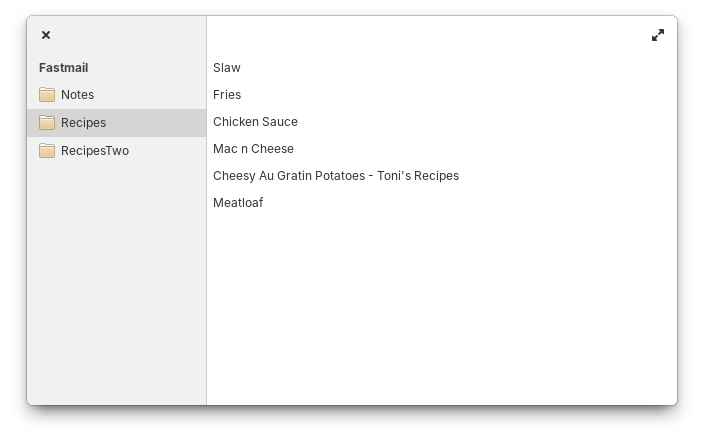 Fastmail
Notes
Recipes
RecipesTwo
Slaw
Fries
Chicken Sauce
Mac n Cheese
Cheesy Au Gratin Potatoes - Toni's Recipes
Meatloaf